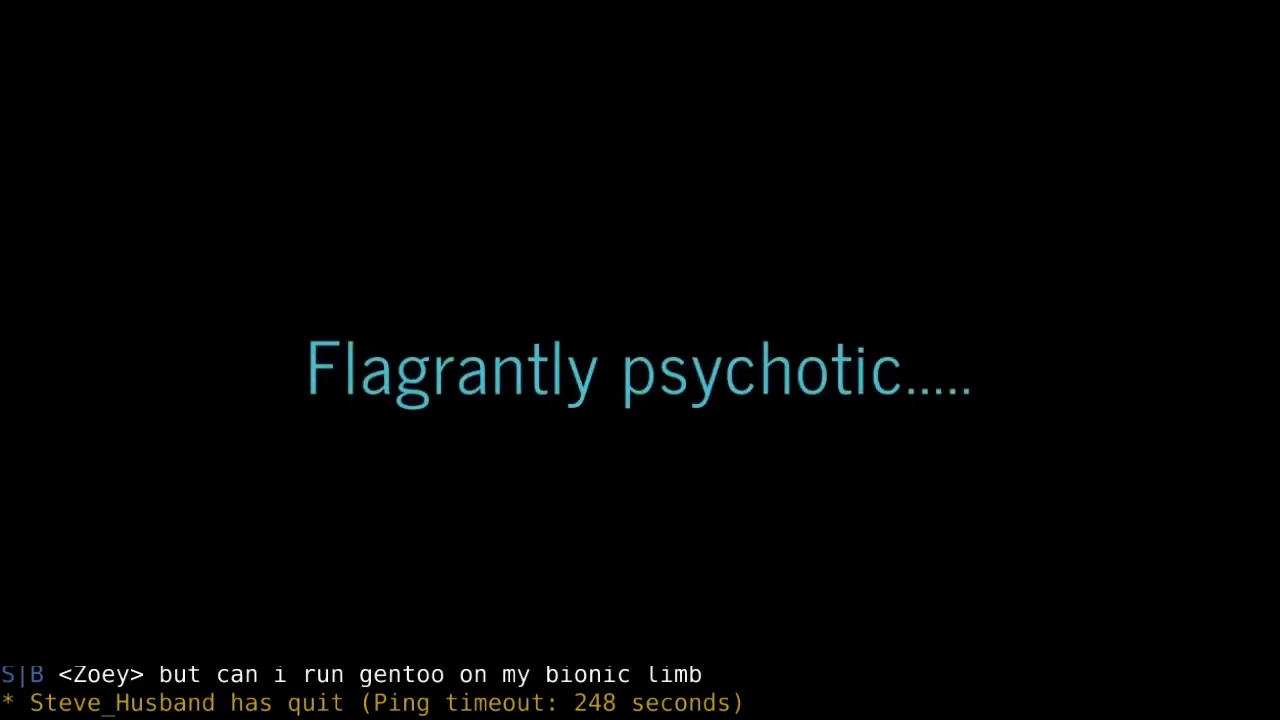 Flagrantly psychotic.....
S|B <Zoey> but can i run gentoo on my bionic limb
* Steve_Husband has quit (Ping timeout: 248 seconds)